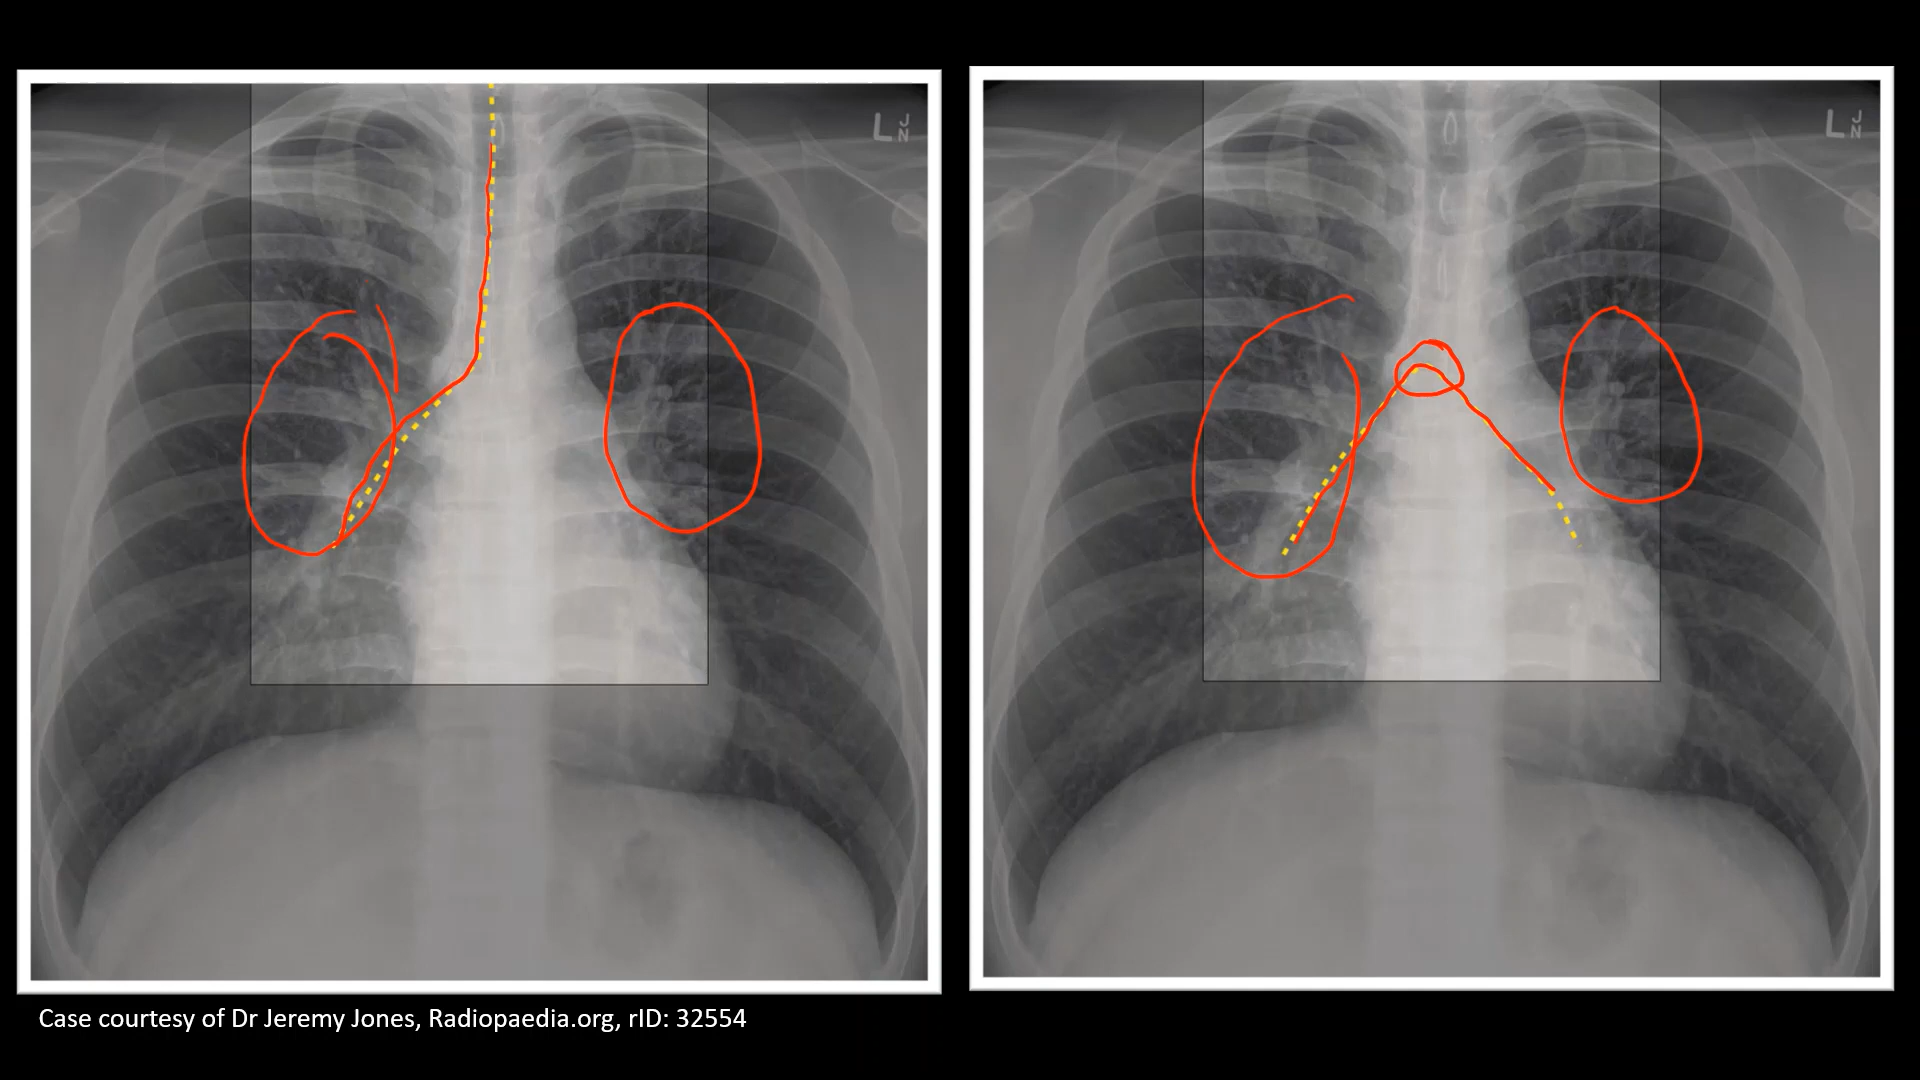 L J N
L J N
Case courtesy of Dr Jeremy Jones, Radiopaedia.org, rID: 32554